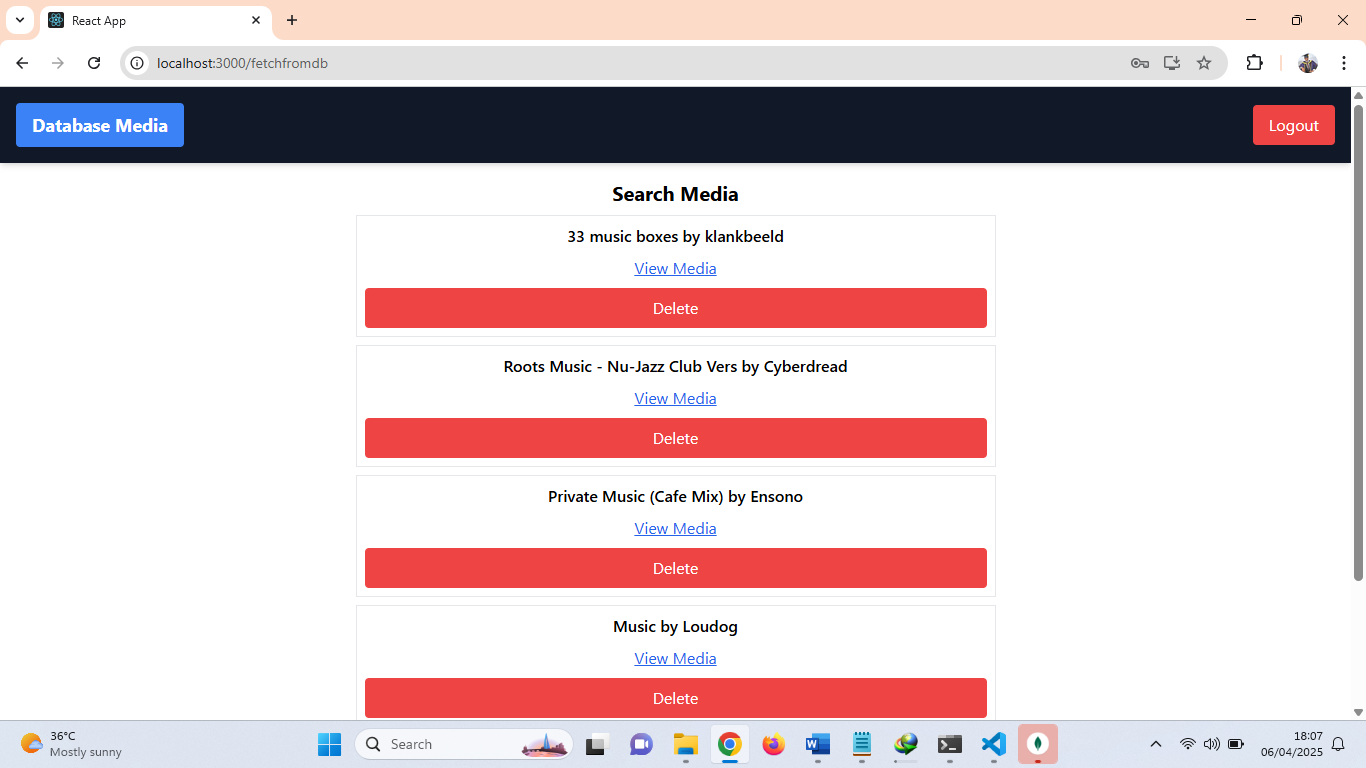 React App
localhost:3000/fetchfromdb
Database Media
Logout
Search Media
33 music boxes by klankbeeld
View Media
Delete
Roots Music - Nu-Jazz Club Vers by Cyberdread
View Media
Delete
Private Music (Cafe Mix) by Ensono
View Media
Delete
Music by Loudog
View Media
Delete
36°C
Mostly sunny
Search
18:07
06/04/2025